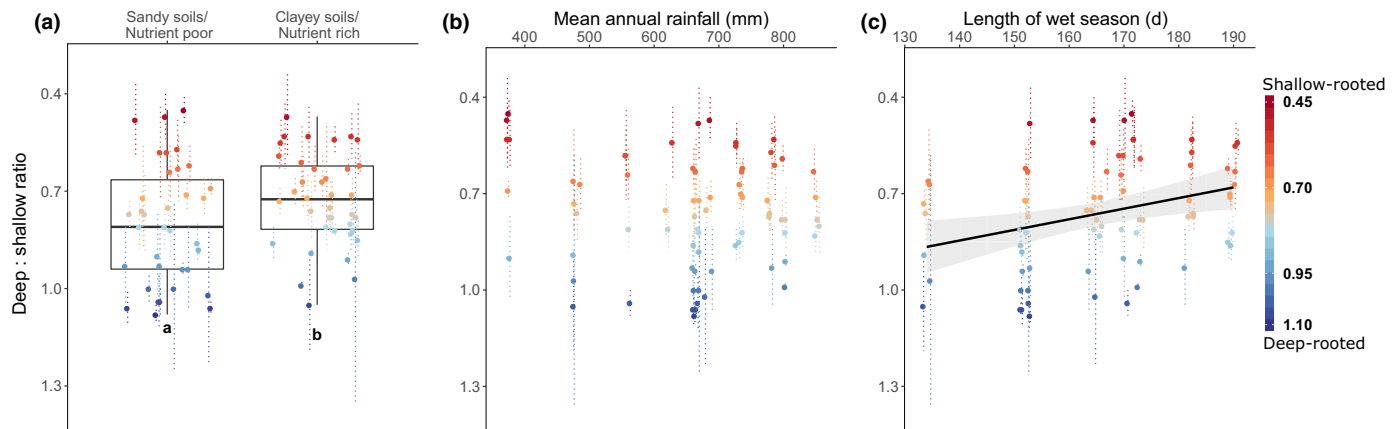 (a)
Sandy soils/
Nutrient poor
Clayey soils/
Nutrient rich
Deep : shallow ratio
0.4
0.7
1.0
1.3
a
b
(b)
Mean annual rainfall (mm)
400 500 600 700 800
0.4
0.7
1.0
1.3
(c)
Length of wet season (d)
130 150 160 170 180 190
0.4
0.7
1.0
1.3
Shallow-rooted
0.45
0.70
0.95
1.10
Deep-rooted